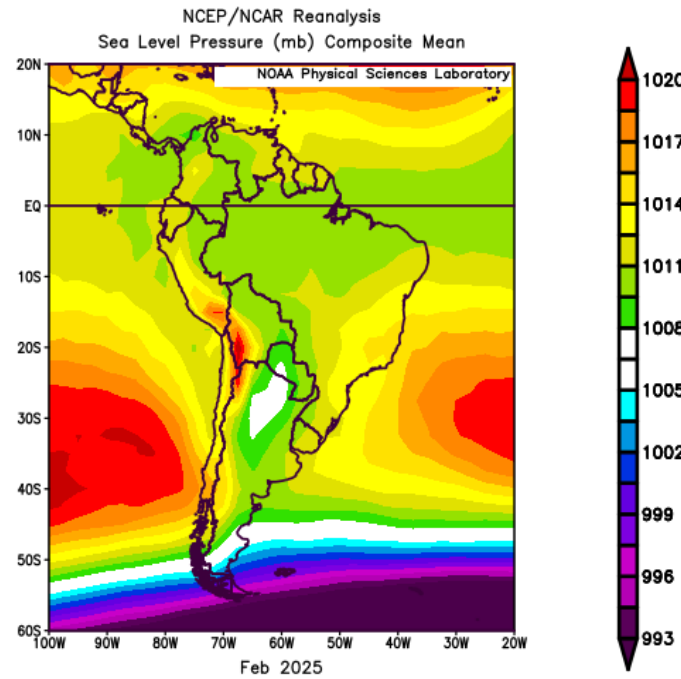 NCEP/NCAR Reanalysis
Sea Level Pressure (mb) Composite Mean
NOAA Physical Sciences Laboratory
20N
10N
EQ
10S
20S
30S
40S
50S
60S
100W 90W 80W 70W 60W 50W 40W 30W 20W
Feb 2025
1020
1017
1014
1011
1008
1005
1002
999
996
993